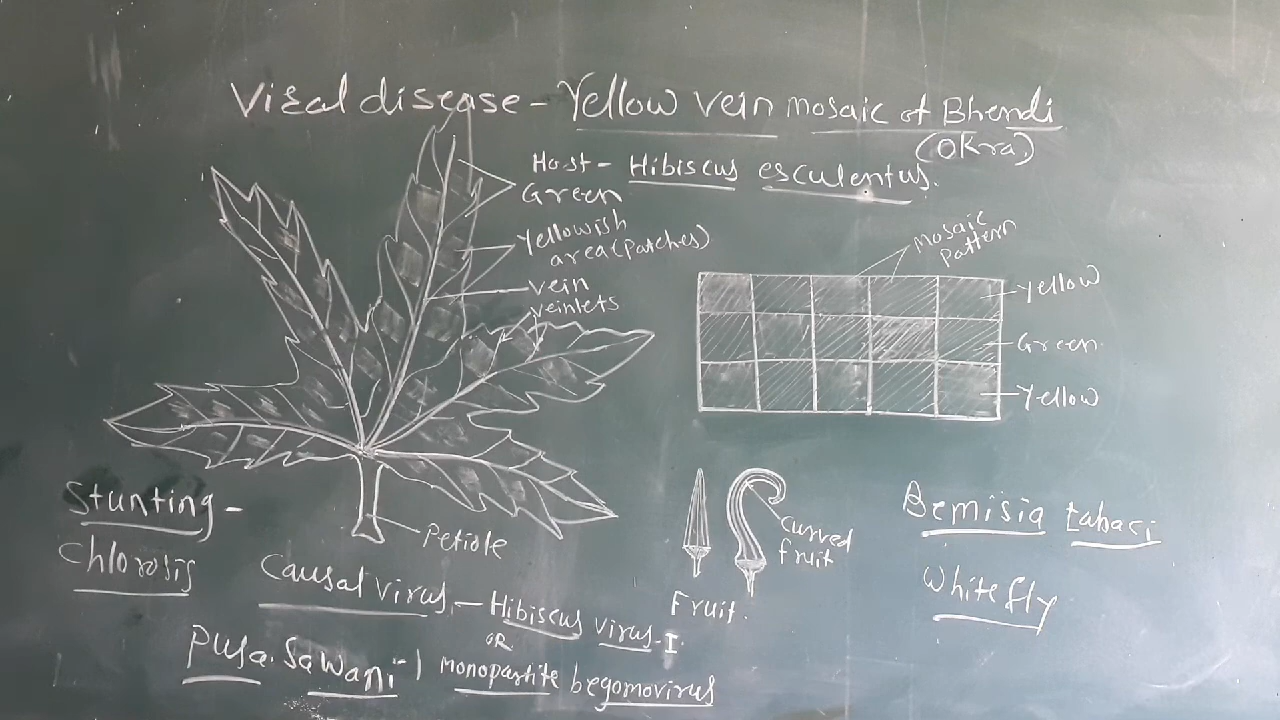 Viral disease - Yellow vein mosaic of Bhendi
(OKra)
Host - Hibiscus esculentus.
Green
Yellowish
area (patches)
vein
veinlets
Mosaic
Pattern
Yellow
Green
Yellow
Stunting -
Chlorosis
Petiole
Curved
fruit
Fruit.
Bemisia tabaci
White fly
Causal virus - Hibiscus virus-I.
OR
Pusa. Sawani - 1 monopartite begomovirus